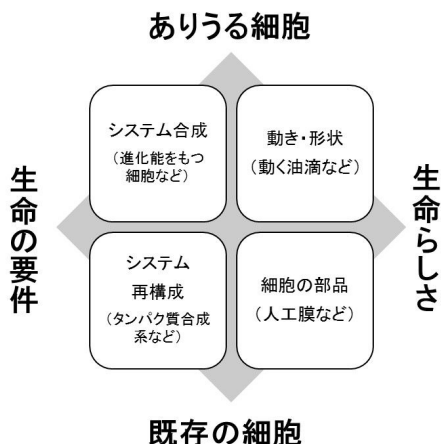 ありうる細胞
システム合成
(進化能をもつ
細胞など)
動き・形状
(動く油滴など)
生命の要件
生命らしさ
システム
再構成
(タンパク質合成
系など)
細胞の部品
(人工膜など)
既存の細胞